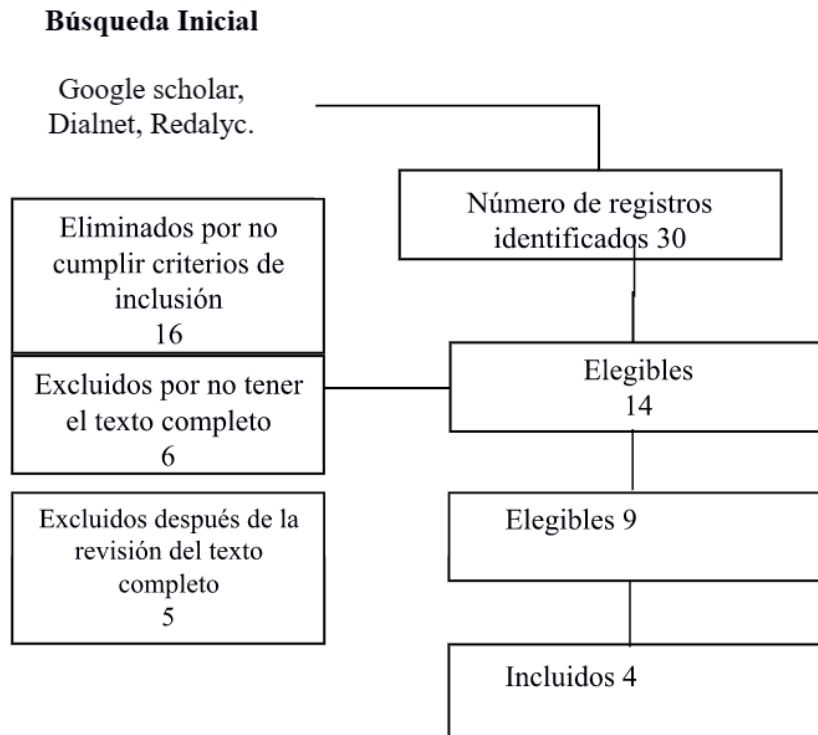 Búsqueda Inicial
Google scholar,
Dialnet, Redalyc.
Número de registros
identificados 30
Eliminados por no
cumplir criterios de
inclusión
16
Elegibles
14
Excluidos por no tener
el texto completo
6
Elegibles 9
Excluidos después de la
revisión del texto
completo
5
Incluidos 4